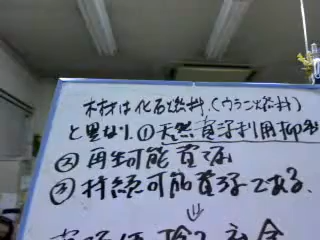 木材は化石燃料(ウラン燃料)
と異なり、①天然資源利用抑制
②再生可能資源
③持続可能資源である。
⇓